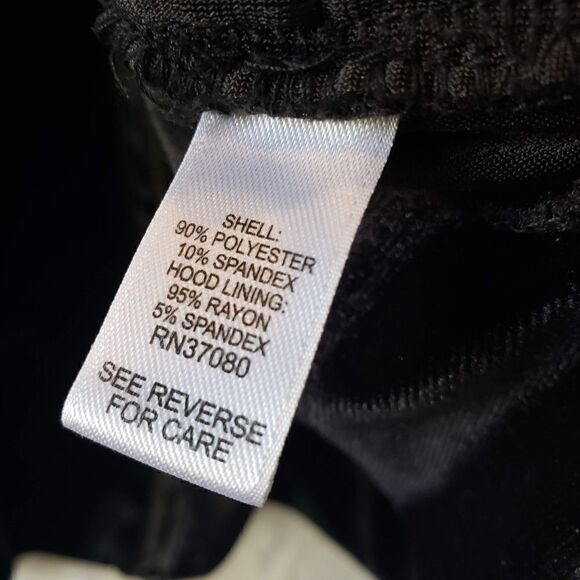 SHELL:
90% POLYESTER
10% SPANDEX
HOOD LINING:
95% RAYON
5% SPANDEX
RN37080
SEE REVERSE
FOR CARE